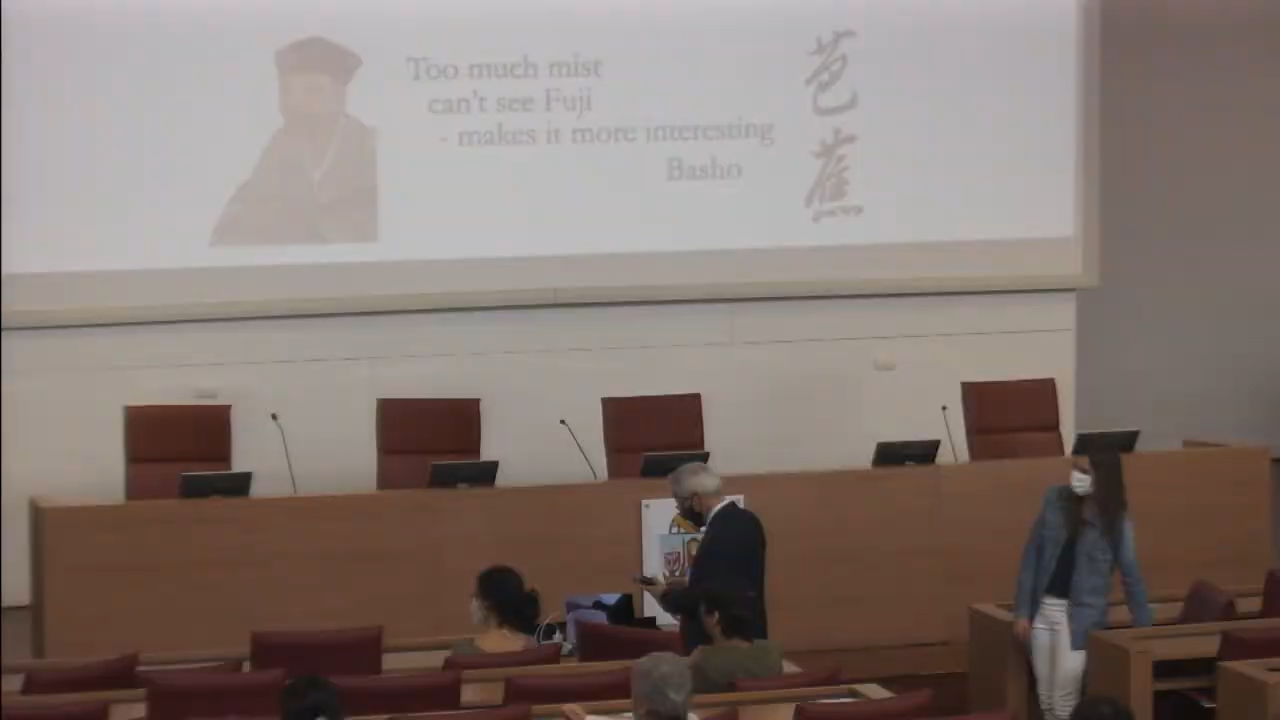 Too much mist
can't see Fuji
- makes it more interesting
Basho
芭
蕉